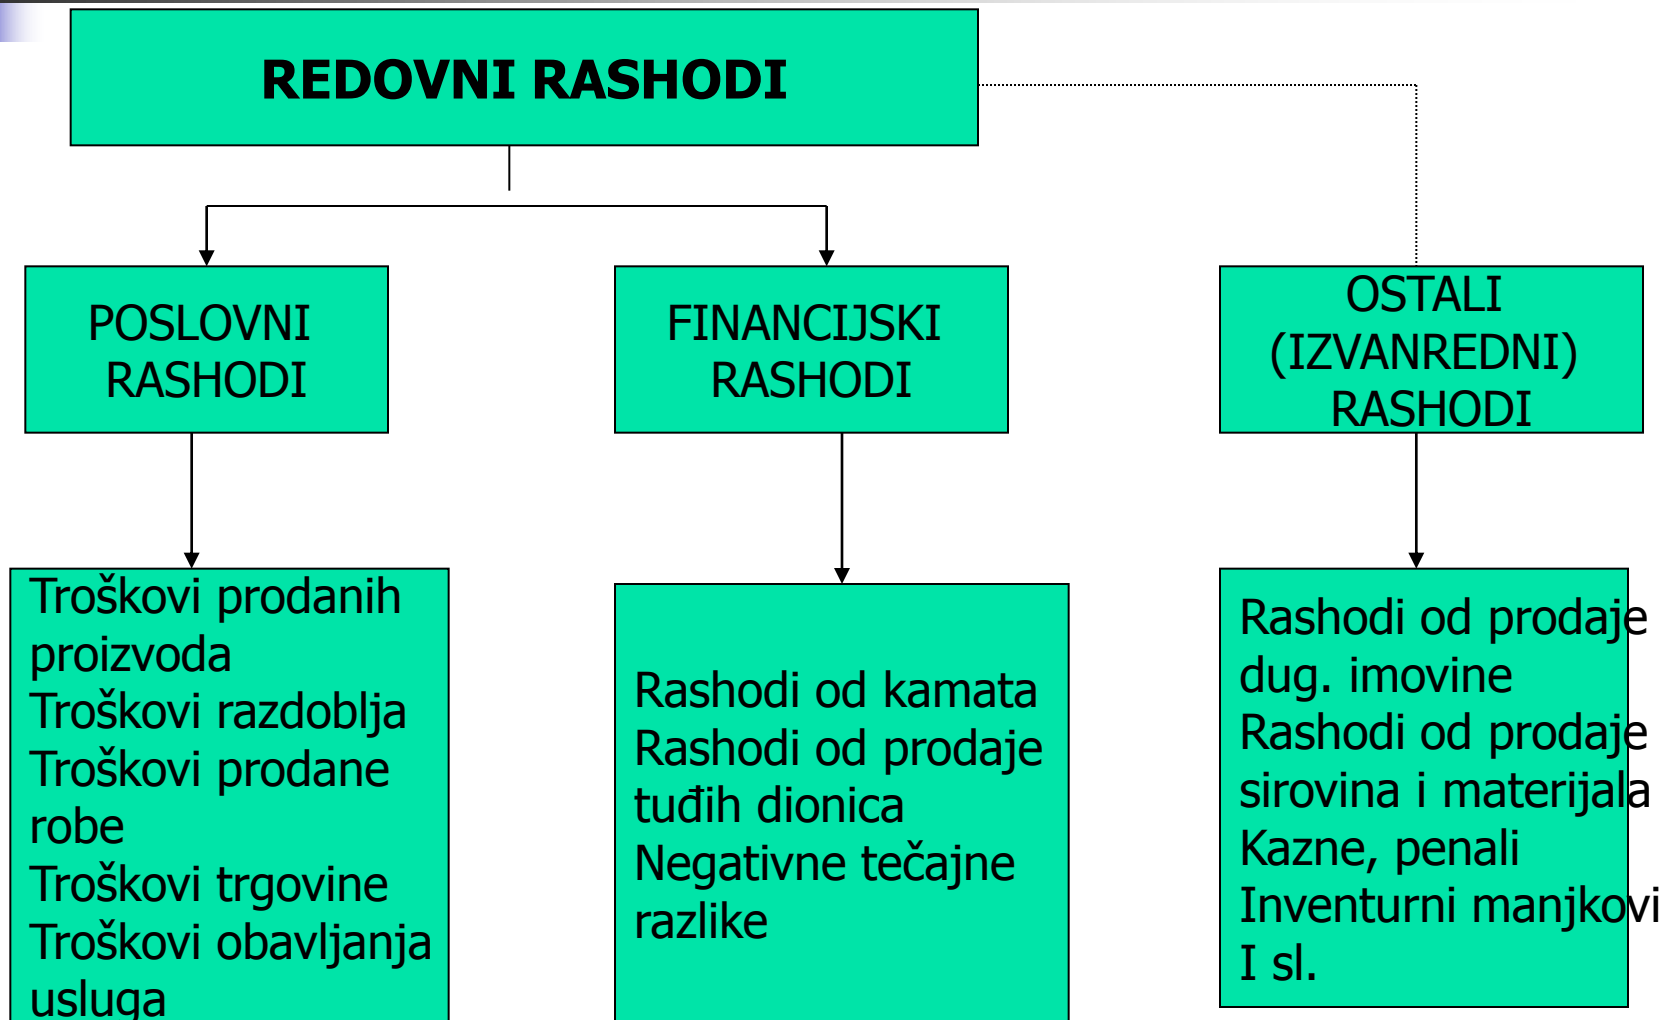 REDOVNI RASHODI
POSLOVNI
RASHODI
FINANCIJSKI
RASHODI
OSTALI
(IZVANREDNI)
RASHODI
Troškovi prodanih
proizvoda
Troškovi razdoblja
Troškovi prodane
robe
Troškovi trgovine
Troškovi obavljanja
usluga
Rashodi od kamata
Rashodi od prodaje
tuđih dionica
Negativne tečajne
razlike
Rashodi od prodaje
dug. imovine
Rashodi od prodaje
sirovina i materijala
Kazne, penali
Inventurni manjkovi
I sl.